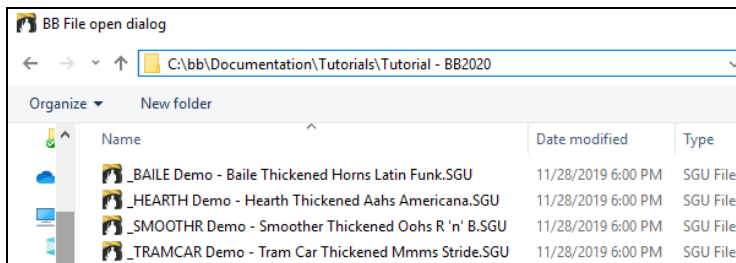 BB File open dialog
C:\bb\Documentation\Tutorials\Tutorial - BB2020
Organize New folder
Name Date modified Type
_BAILE Demo - Baile Thickened Horns Latin Funk.SGU 11/28/2019 6:00 PM SGU File
_HEARTH Demo - Hearth Thickened Aahs Americana.SGU 11/28/2019 6:00 PM SGU File
_SMOOTHR Demo - Smoother Thickened Oohs R 'n' B.SGU 11/28/2019 6:00 PM SGU File
_TRAMCAR Demo - Tram Car Thickened Mmms Stride.SGU 11/28/2019 6:00 PM SGU File